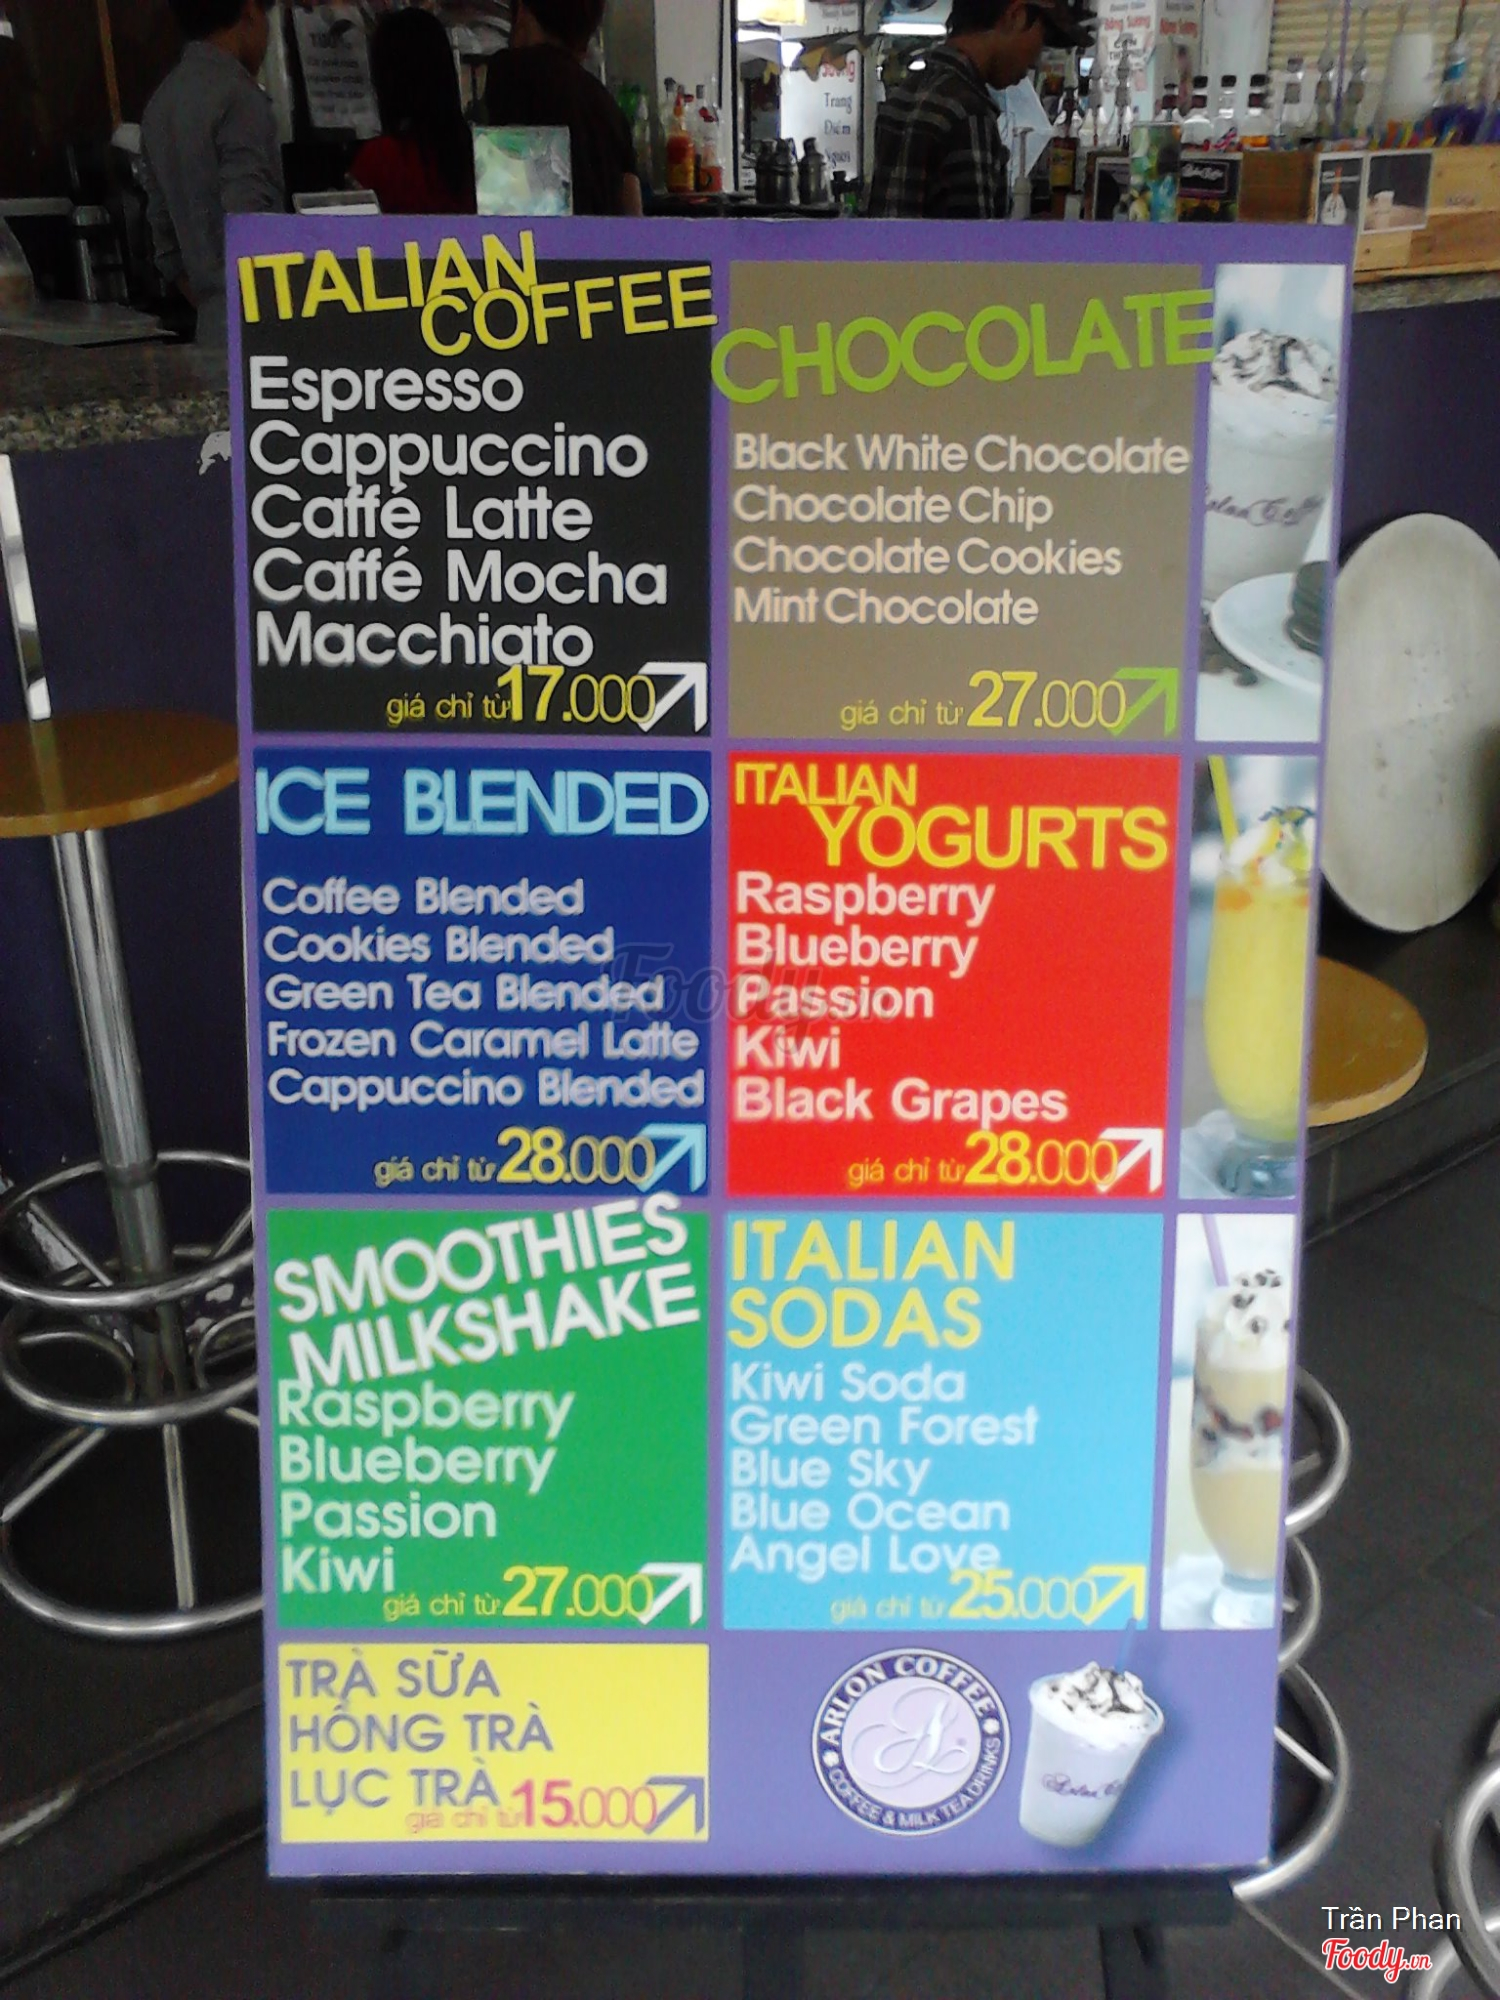 Trang
Điểm
ITALIAN
COFFEE
Espresso
Cappuccino
Caffé Latte
Caffé Mocha
Macchiato
giá chỉ từ 17.000
CHOCOLATE
Black White Chocolate
Chocolate Chip
Chocolate Cookies
Mint Chocolate
giá chỉ từ 27.000
ICE BLENDED
Coffee Blended
Cookies Blended
Green Tea Blended
Frozen Caramel Latte
Cappuccino Blended
giá chỉ từ 28.000
ITALIAN
YOGURTS
Raspberry
Blueberry
Passion
Kiwi
Black Grapes
giá chỉ từ 28.000
SMOOTHIES
MILKSHAKE
Raspberry
Blueberry
Passion
Kiwi
giá chỉ từ 27.000
ITALIAN
SODAS
Kiwi Soda
Green Forest
Blue Sky
Blue Ocean
Angel Love
giá chỉ từ 25.000
TRÀ SỮA
HỒNG TRÀ
LỤC TRÀ
giá chỉ từ 15.000
ARLON COFFEE
COFFEE & MILK TEA DRINKS
Foody.vn
Trần Phan
Foody.vn